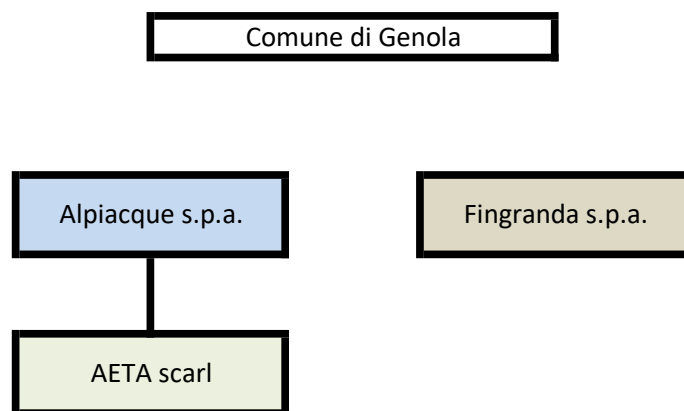 Comune di Genola
Alpiacque s.p.a.
Fingranda s.p.a.
AETA scarl